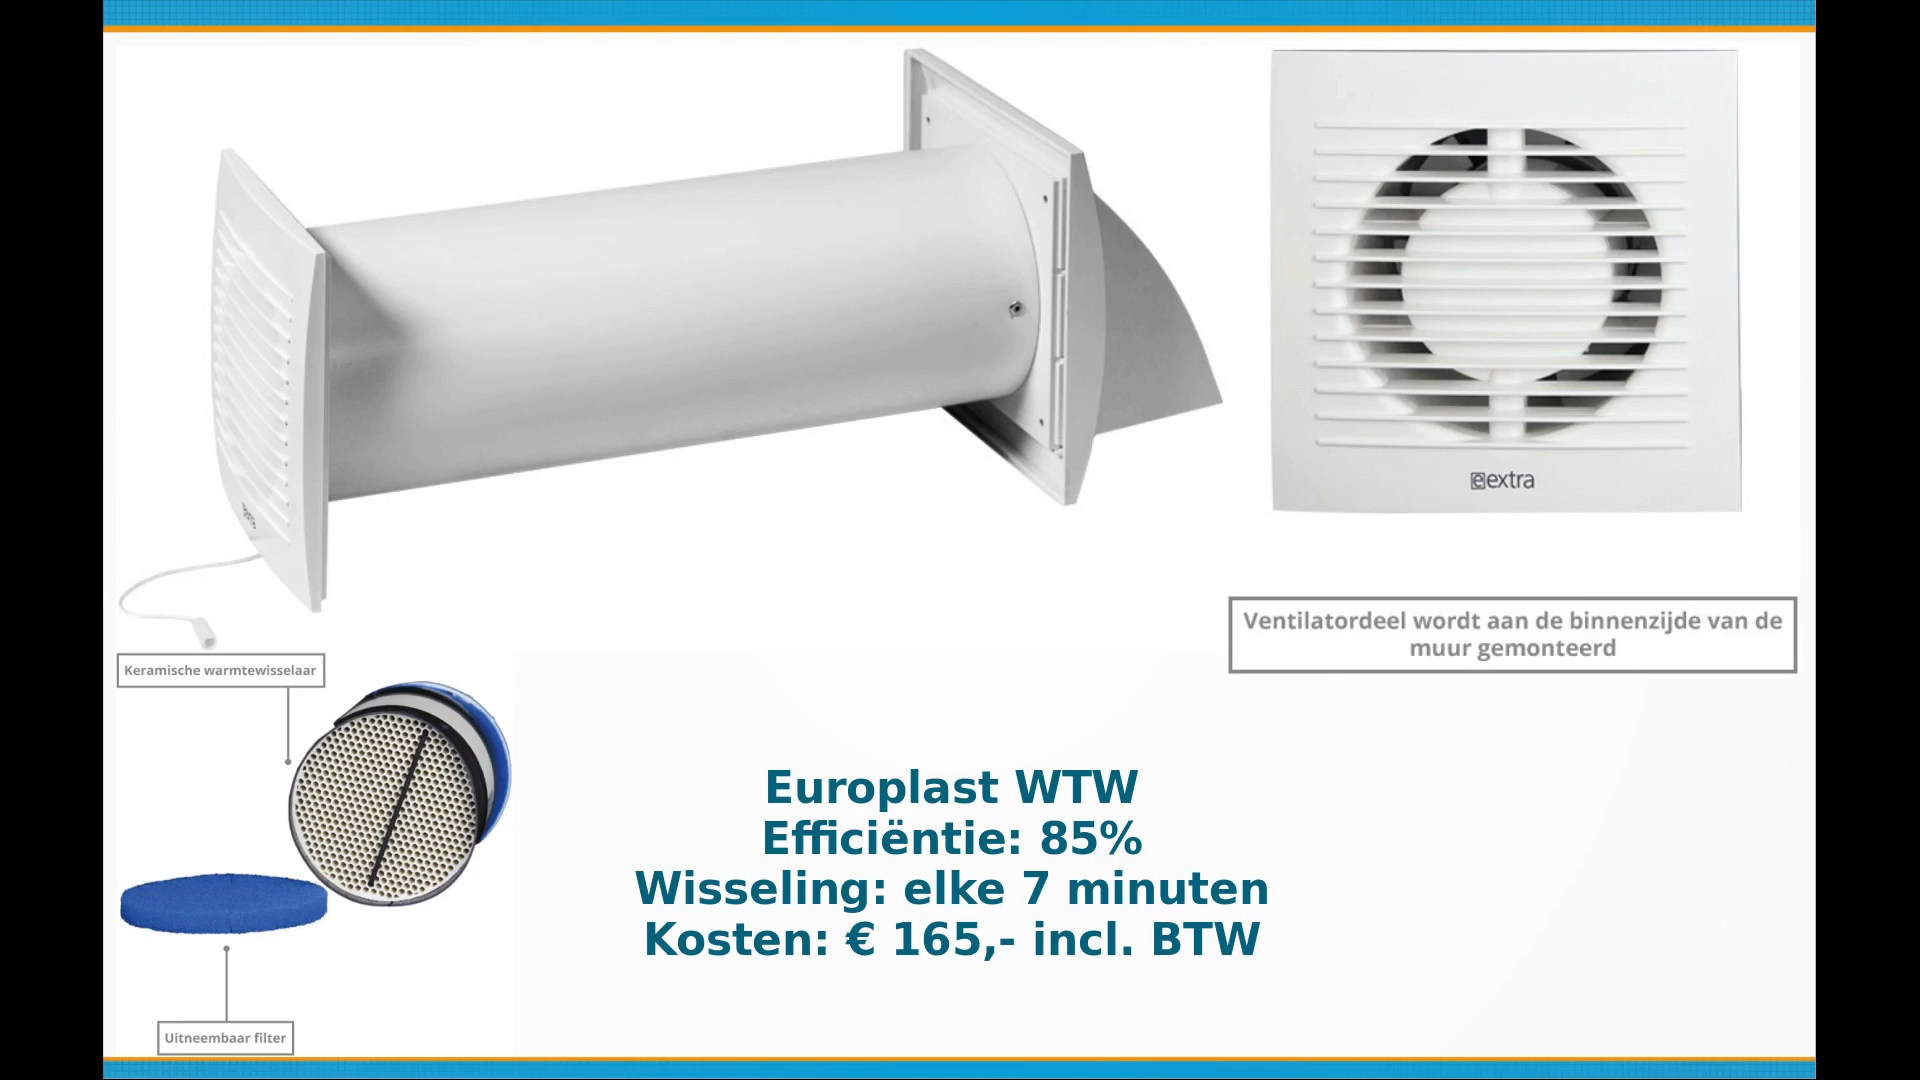 extra
Ventilatordeel wordt aan de binnenzijde van de
muur gemonteerd
Keramische warmtewisselaar
Europlast WTW
Efficiëntie: 85%
Wisseling: elke 7 minuten
Kosten: € 165,- incl. BTW
Uitneembaar filter